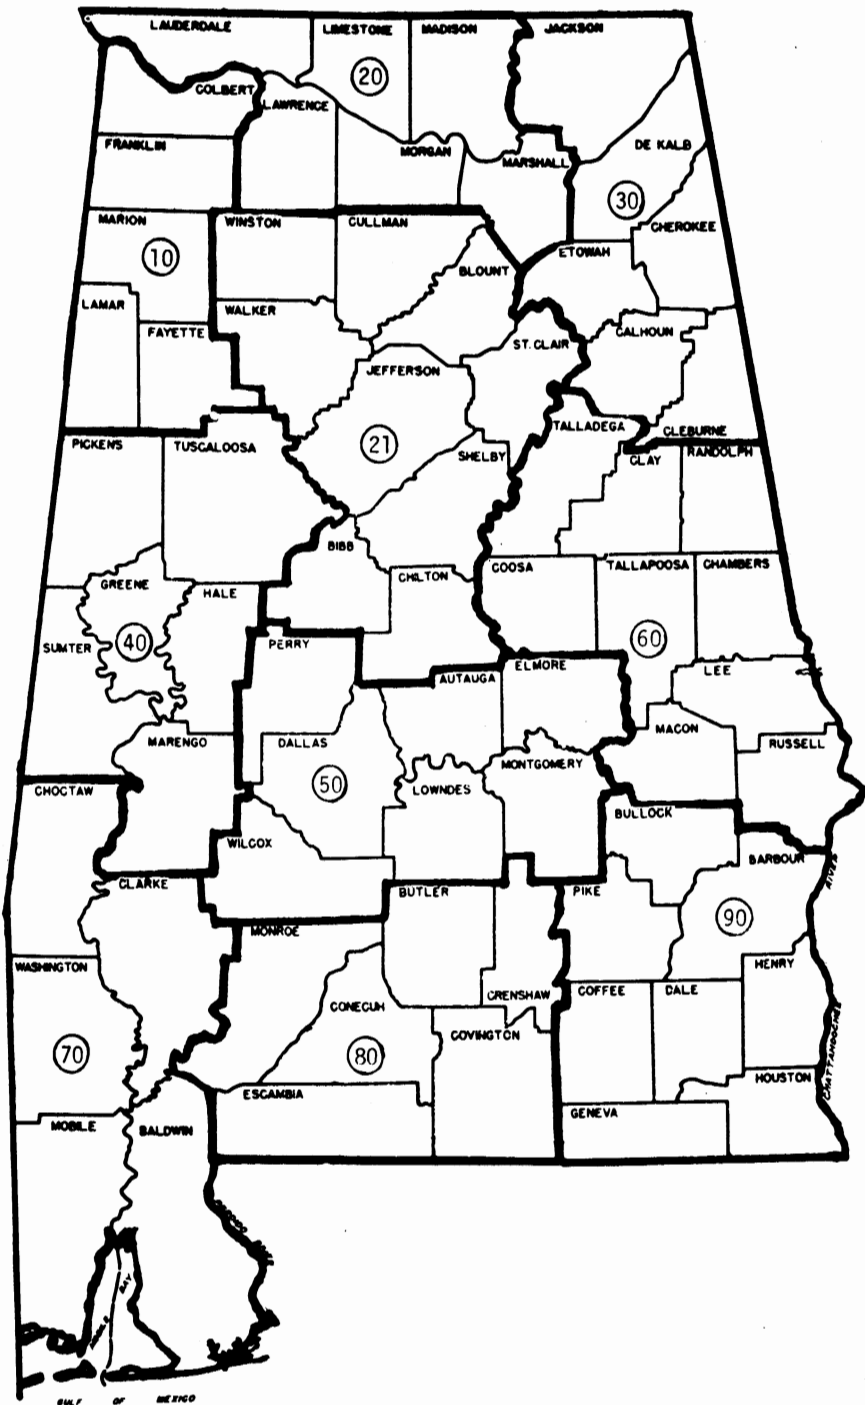 LAUDERDALE
LIMESTONE
MADISON
JACKSON
20
COLBERT
LAWRENCE
FRANKLIN
MORGAN
MARSHALL
DE KALB
30
MARION
WINSTON
CULLMAN
CHEROKEE
10
ETOWAH
BLOUNT
LAMAR
WALKER
FAYETTE
ST. CLAIR
CALHOUN
JEFFERSON
TALLADEGA
CLEBURNE
PICKENS
TUSCALOOSA
21
SHELBY
CLAY
RANDOLPH
BIBB
CHILTON
COOSA
TALLAPOOSA
CHAMBERS
GREENE
HALE
SUMTER
40
PERRY
60
AUTAUGA
ELMORE
LEE
MARENGO
DALLAS
MACON
RUSSELL
CHOCTAW
50
LOWNDES
MONTGOMERY
BULLOCK
WILCOX
BARBOUR
RIVER
CLARKE
BUTLER
PIKE
90
MONROE
WASHINGTON
HENRY
CONECUH
CRENSHAW
COFFEE
DALE
70
80
COVINGTON
CHATTAHOOCHEE
ESCAMBIA
HOUSTON
MOBILE
BALDWIN
GENEVA
BAY
GULF OF MEXICO